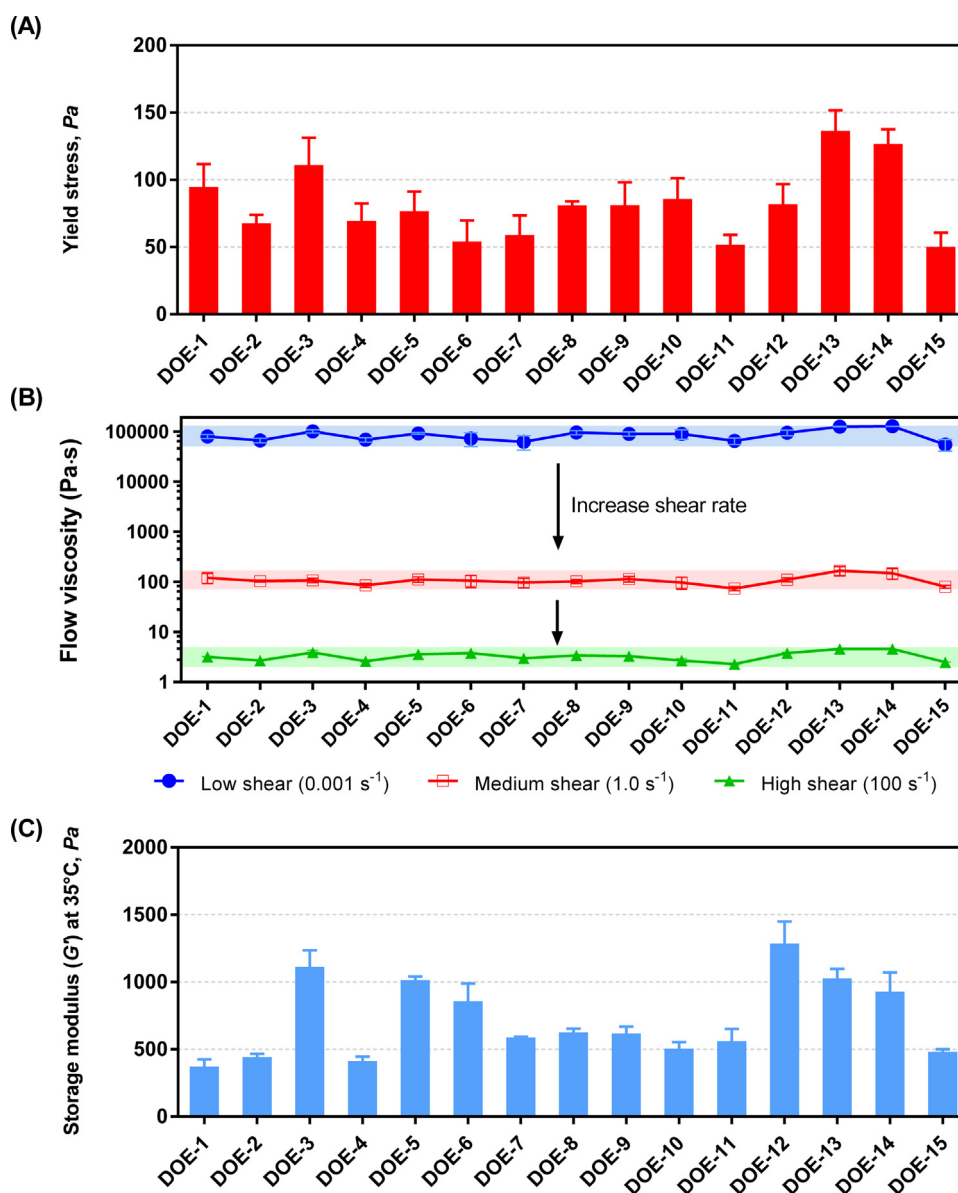 (A)
Yield stress, Pa
200
150
100
50
0
DOE-1
DOE-2
DOE-3
DOE-4
DOE-5
DOE-6
DOE-7
DOE-8
DOE-9
DOE-10
DOE-11
DOE-12
DOE-13
DOE-14
DOE-15
(B)
Flow viscosity (Pa·s)
100000
10000
1000
100
10
1
Increase shear rate
DOE-1
DOE-2
DOE-3
DOE-4
DOE-5
DOE-6
DOE-7
DOE-8
DOE-9
DOE-10
DOE-11
DOE-12
DOE-13
DOE-14
DOE-15
Low shear (0.001 s⁻¹) Medium shear (1.0 s⁻¹) High shear (100 s⁻¹)
(C)
Storage modulus (G') at 35°C, Pa
2000
1500
1000
500
0
DOE-1
DOE-2
DOE-3
DOE-4
DOE-5
DOE-6
DOE-7
DOE-8
DOE-9
DOE-10
DOE-11
DOE-12
DOE-13
DOE-14
DOE-15